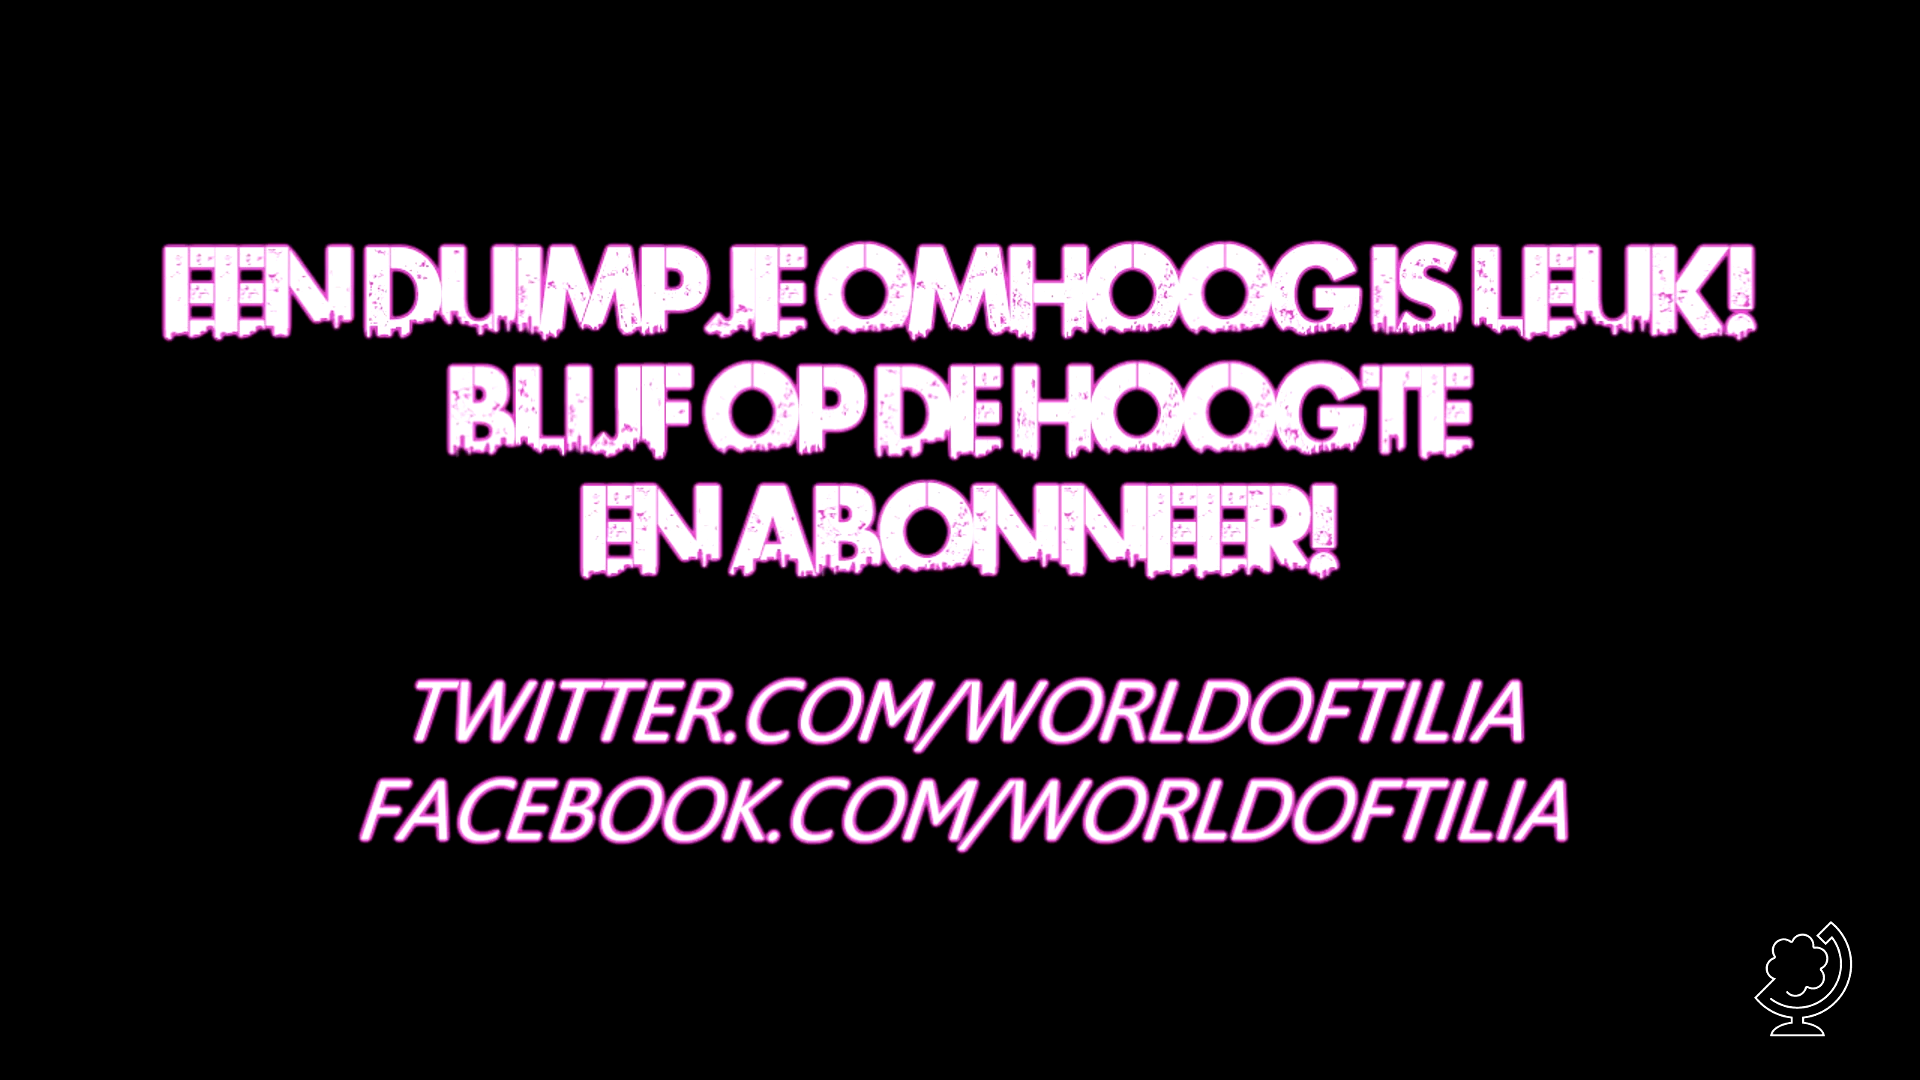 EEN DUIMPJE OMHOOG IS LEUK!
BLIJF OP DE HOOGTE
EN ABONNEER!
TWITTER.COM/WORLDOFTILIA
FACEBOOK.COM/WORLDOFTILIA